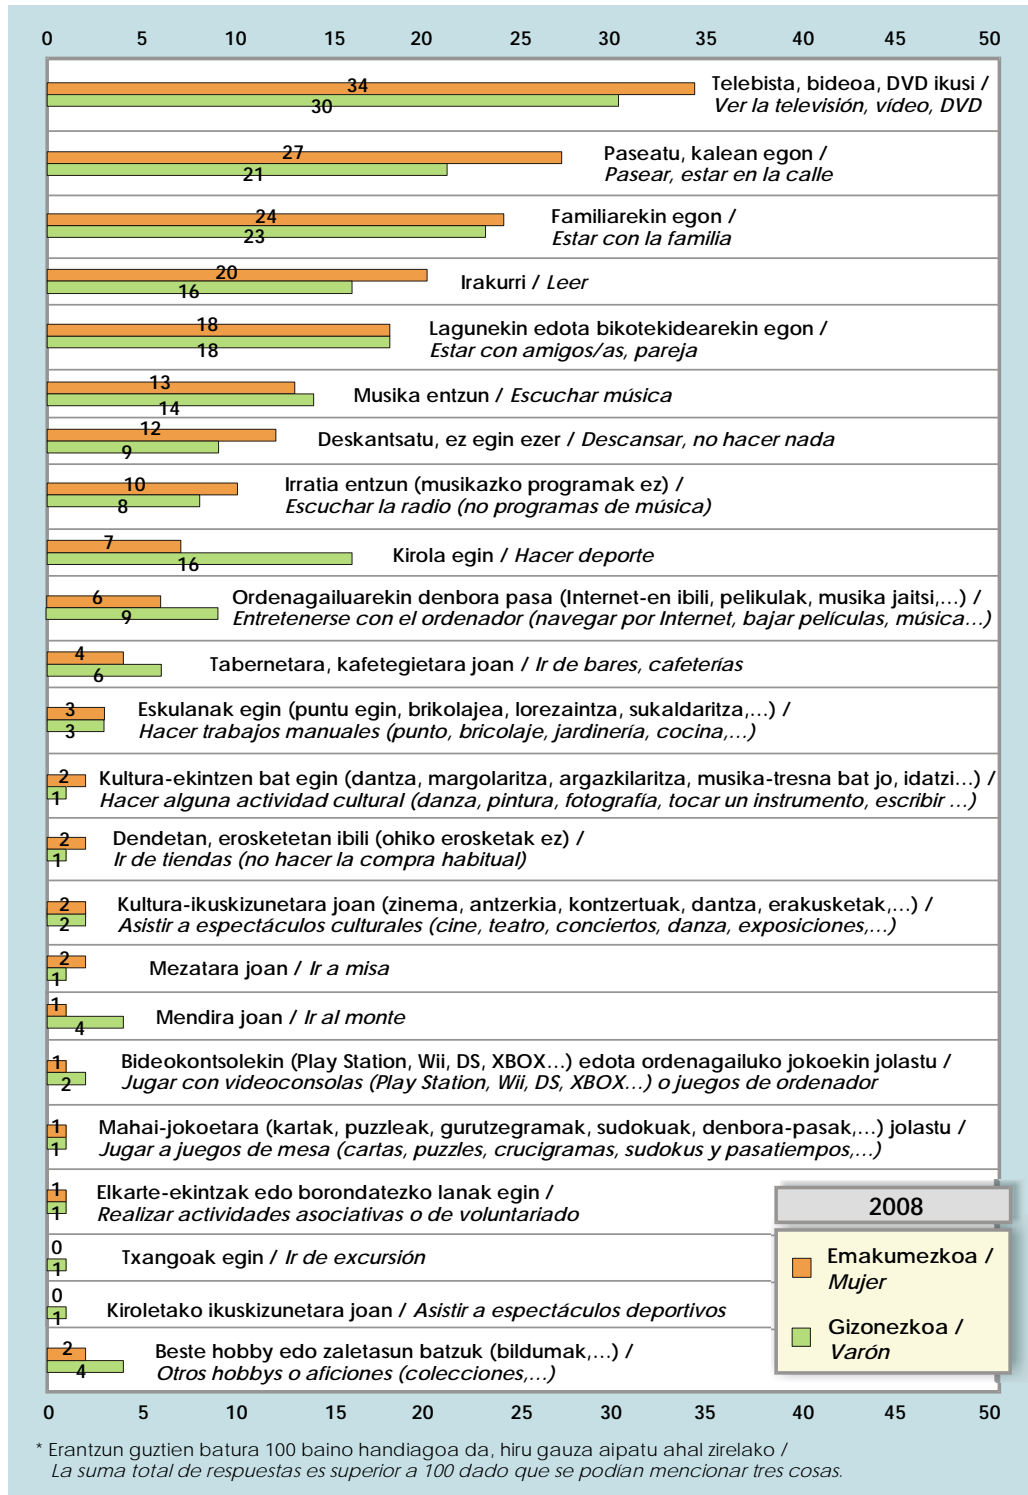 0 5 10 15 20 25 30 35 40 45 50
34
30
Telebista, bideoa, DVD ikusi /
Ver la televisión, vídeo, DVD
27
21
Paseatu, kalean egon /
Pasear, estar en la calle
24
23
Familiarekin egon /
Estar con la familia
20
16
Irakurri / Leer
18
18
Lagunekin edota bikotekidearekin egon /
Estar con amigos/as, pareja
13
14
Musika entzun / Escuchar música
12
9
Deskantsatu, ez egin ezer / Descansar, no hacer nada
10
8
Irratia entzun (musikazko programak ez) /
Escuchar la radio (no programas de música)
7
16
Kirola egin / Hacer deporte
6
9
Ordenagailuarekin denbora pasa (Internet-en ibili, pelikulak, musika jaitsi,...) /
Entretenerse con el ordenador (navegar por Internet, bajar películas, música...)
4
6
Tabernetara, kafetegietara joan / Ir de bares, cafeterías
3
3
Eskulanak egin (puntu egin, brikolajea, lorezaintza, sukaldaritza,...) /
Hacer trabajos manuales (punto, bricolaje, jardinería, cocina,...)
2
1
Kultura-ekintzen bat egin (dantza, margolaritza, argazkilaritza, musika-tresna bat jo, idatzi...) /
Hacer alguna actividad cultural (danza, pintura, fotografía, tocar un instrumento, escribir ...)
2
1
Dendetan, erosketetan ibili (ohiko erosketak ez) /
Ir de tiendas (no hacer la compra habitual)
2
2
Kultura-ikuskizunetara joan (zinema, antzerkia, kontzertuak, dantza, erakusketak,...) /
Asistir a espectáculos culturales (cine, teatro, conciertos, danza, exposiciones,...)
2
1
Mezatara joan / Ir a misa
1
4
Mendira joan / Ir al monte
1
2
Bideokontsolekin (Play Station, Wii, DS, XBOX...) edota ordenagailuko jokoekin jolastu /
Jugar con videoconsolas (Play Station, Wii, DS, XBOX...) o juegos de ordenador
1
1
Mahai-jokoetara (kartak, puzzleak, gurutzegramak, sudokuak, denbora-pasak,...) jolastu /
Jugar a juegos de mesa (cartas, puzzles, crucigramas, sudokus y pasatiempos,...)
1
1
Elkarte-ekintzak edo borondatezko lanak egin /
Realizar actividades asociativas o de voluntariado
0
1
Txangoak egin / Ir de excursión
0
1
Kiroletako ikuskizunetara joan / Asistir a espectáculos deportivos
2
4
Beste hobby edo zaletasun batzuk (bildumak,...) /
Otros hobbys o aficiones (colecciones,...)
2008
Emakumezkoa /
Mujer
Gizonezkoa /
Varón
0 5 10 15 20 25 30 35 40 45 50
* Erantzun guztien batura 100 baino handiagoa da, hiru gauza aipatu ahal zirelako /
La suma total de respuestas es superior a 100 dado que se podían mencionar tres cosas.